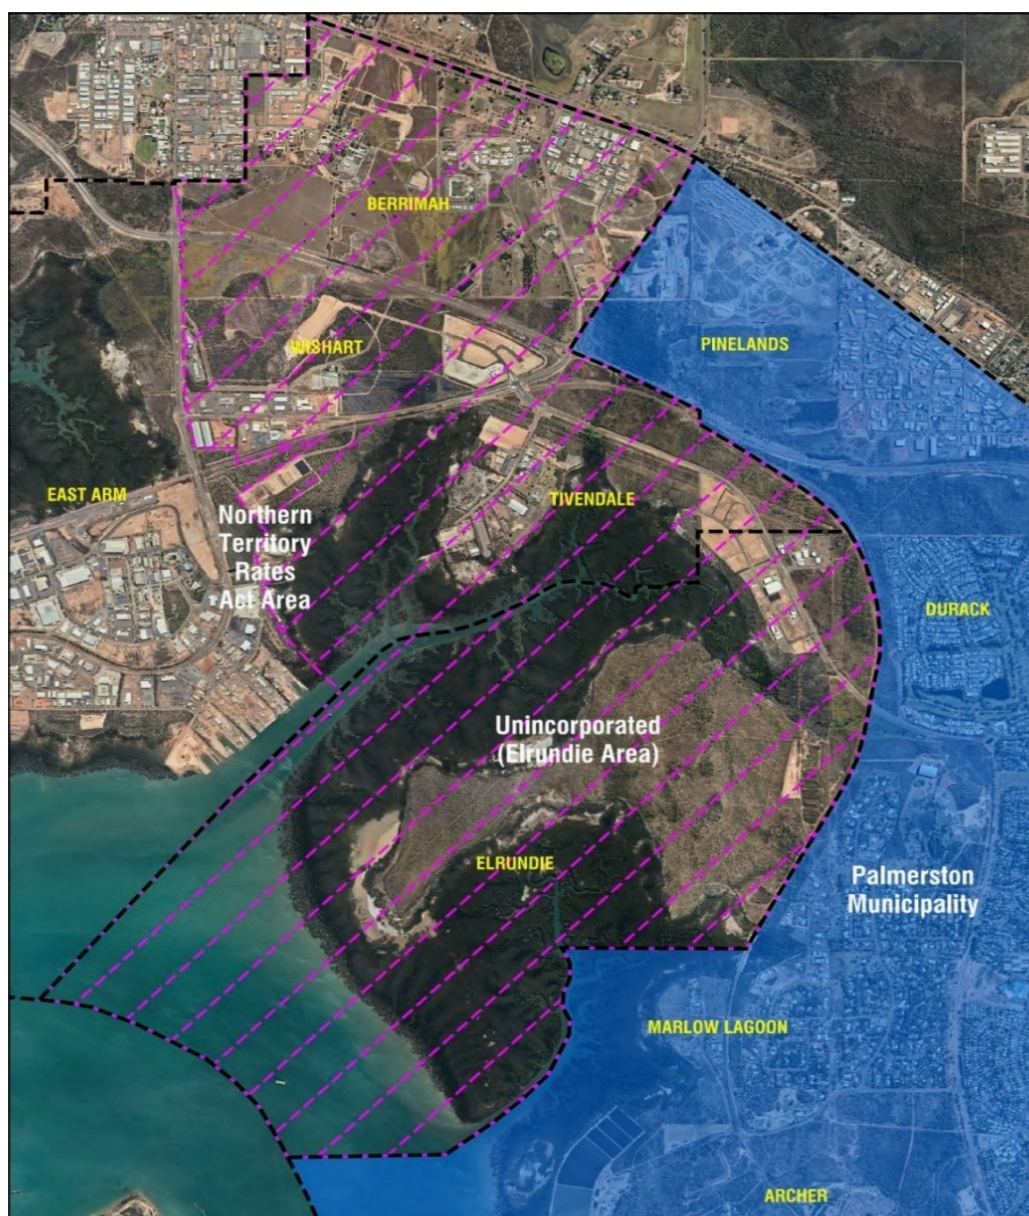 BERRIMAH
WISHART
PINELANDS
EAST ARM
TIVENDALE
Northern
Territory
Rates
Act Area
DURACK
Unincorporated
(Elrundie Area)
ELRUNDIE
Palmerston
Municipality
MARLOW LAGOON
ARCHER